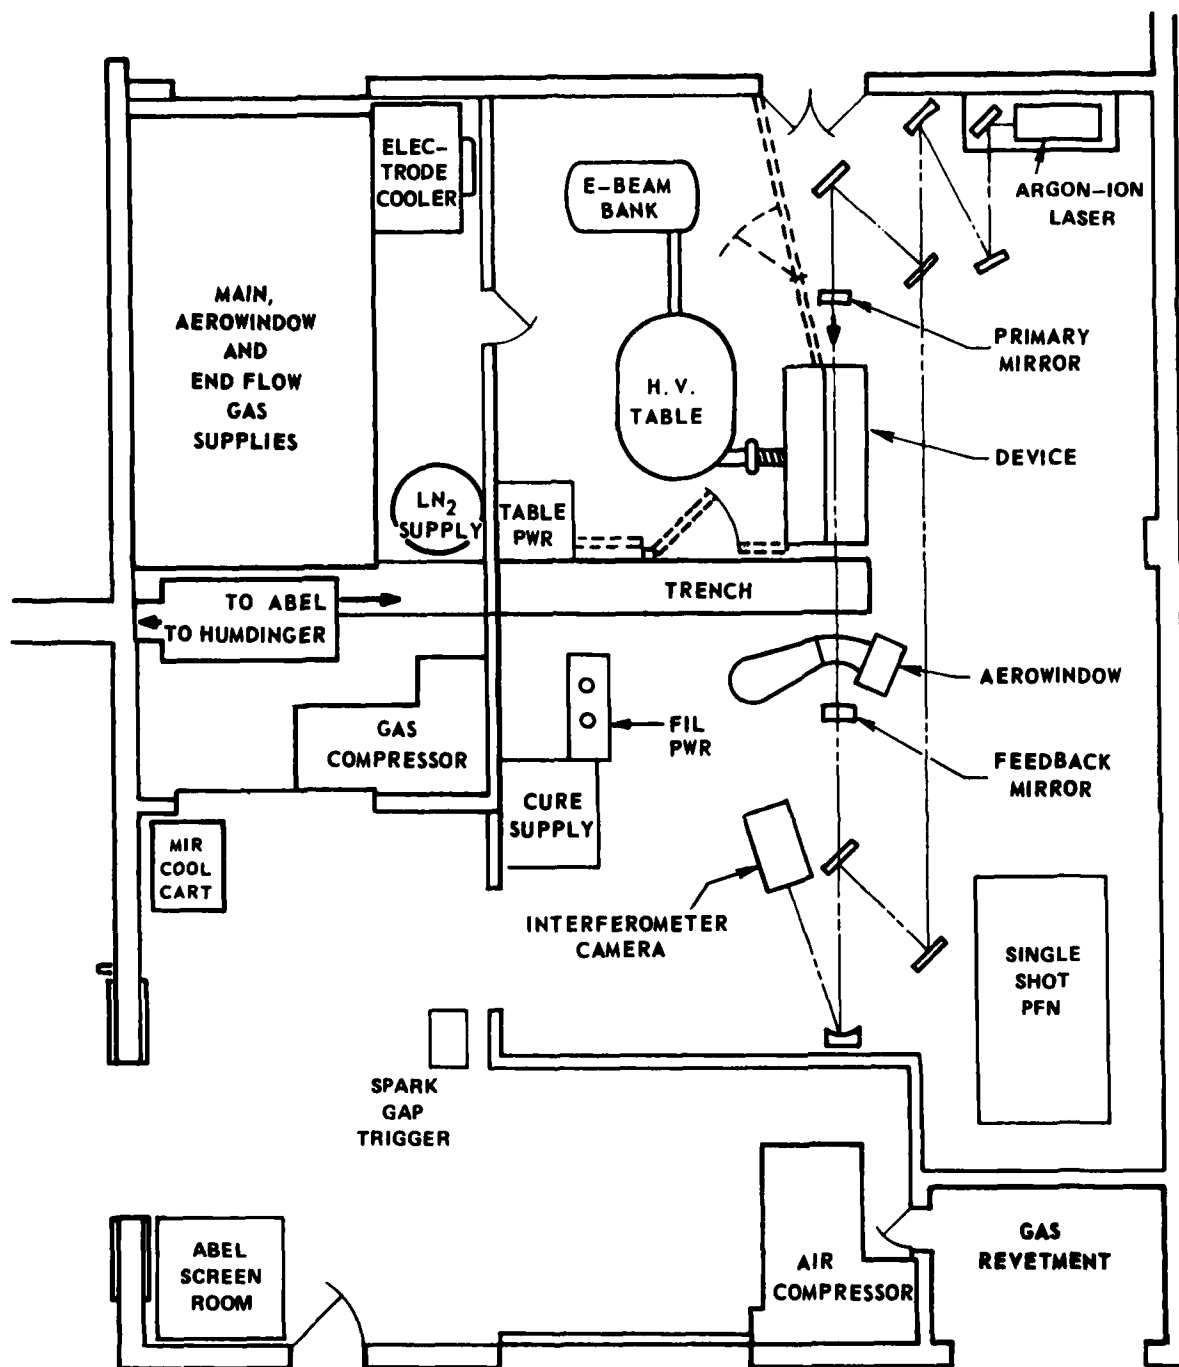 ELEC-
TRODE
COOLER
E-BEAM
BANK
ARGON-ION
LASER
MAIN,
AEROWINDOW
AND
END FLOW
GAS
SUPPLIES
PRIMARY
MIRROR
H.V.
TABLE
DEVICE
LN2
SUPPLY
TABLE
PWR
TRENCH
TO ABEL
TO HUMDINGER
AEROWINDOW
GAS
COMPRESSOR
FIL
PWR
FEEDBACK
MIRROR
CURE
SUPPLY
MIR
COOL
CART
INTERFEROMETER
CAMERA
SINGLE
SHOT
PFN
SPARK
GAP
TRIGGER
ABEL
SCREEN
ROOM
AIR
COMPRESSOR
GAS
REVETMENT